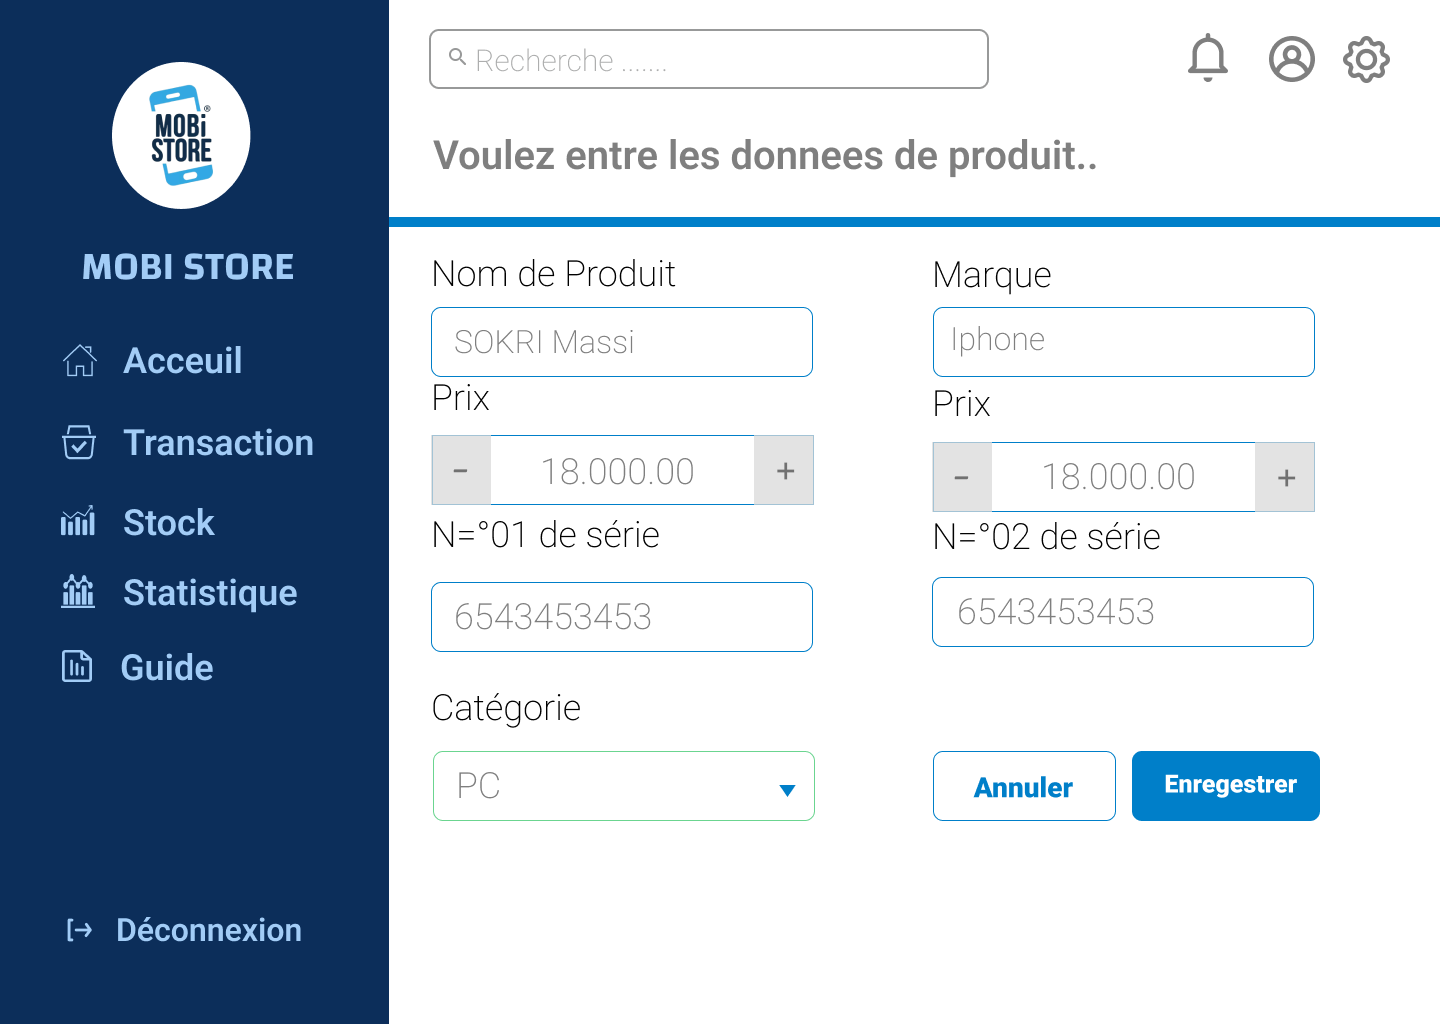 MOBi
STORE
®
MOBI STORE
Acceuil
Transaction
Stock
Statistique
Guide
Déconnexion
Recherche .......
Voulez entre les donnees de produit..
Nom de Produit
SOKRI Massi
Marque
Iphone
Prix
- 18.000.00 +
Prix
- 18.000.00 +
N=°01 de série
6543453453
N=°02 de série
6543453453
Catégorie
PC
Annuler
Enregestrer